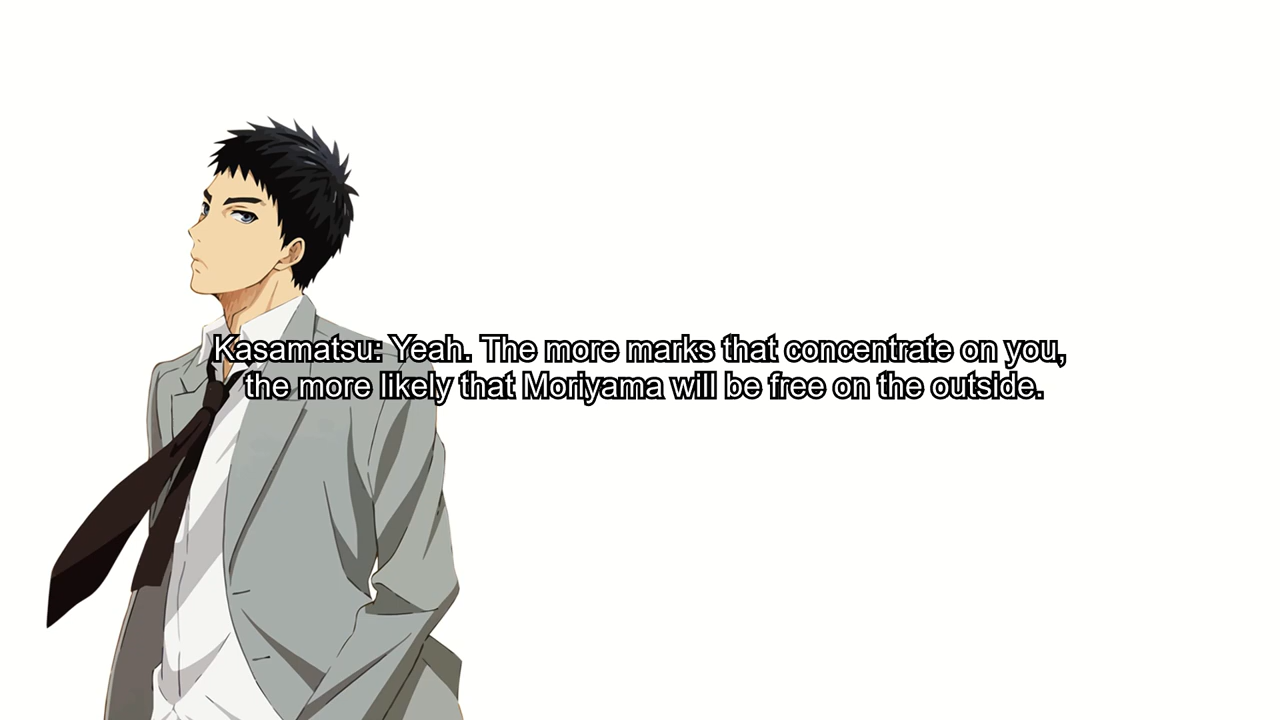 Kasamatsu: Yeah. The more marks that concentrate on you,
the more likely that Moriyama will be free on the outside.